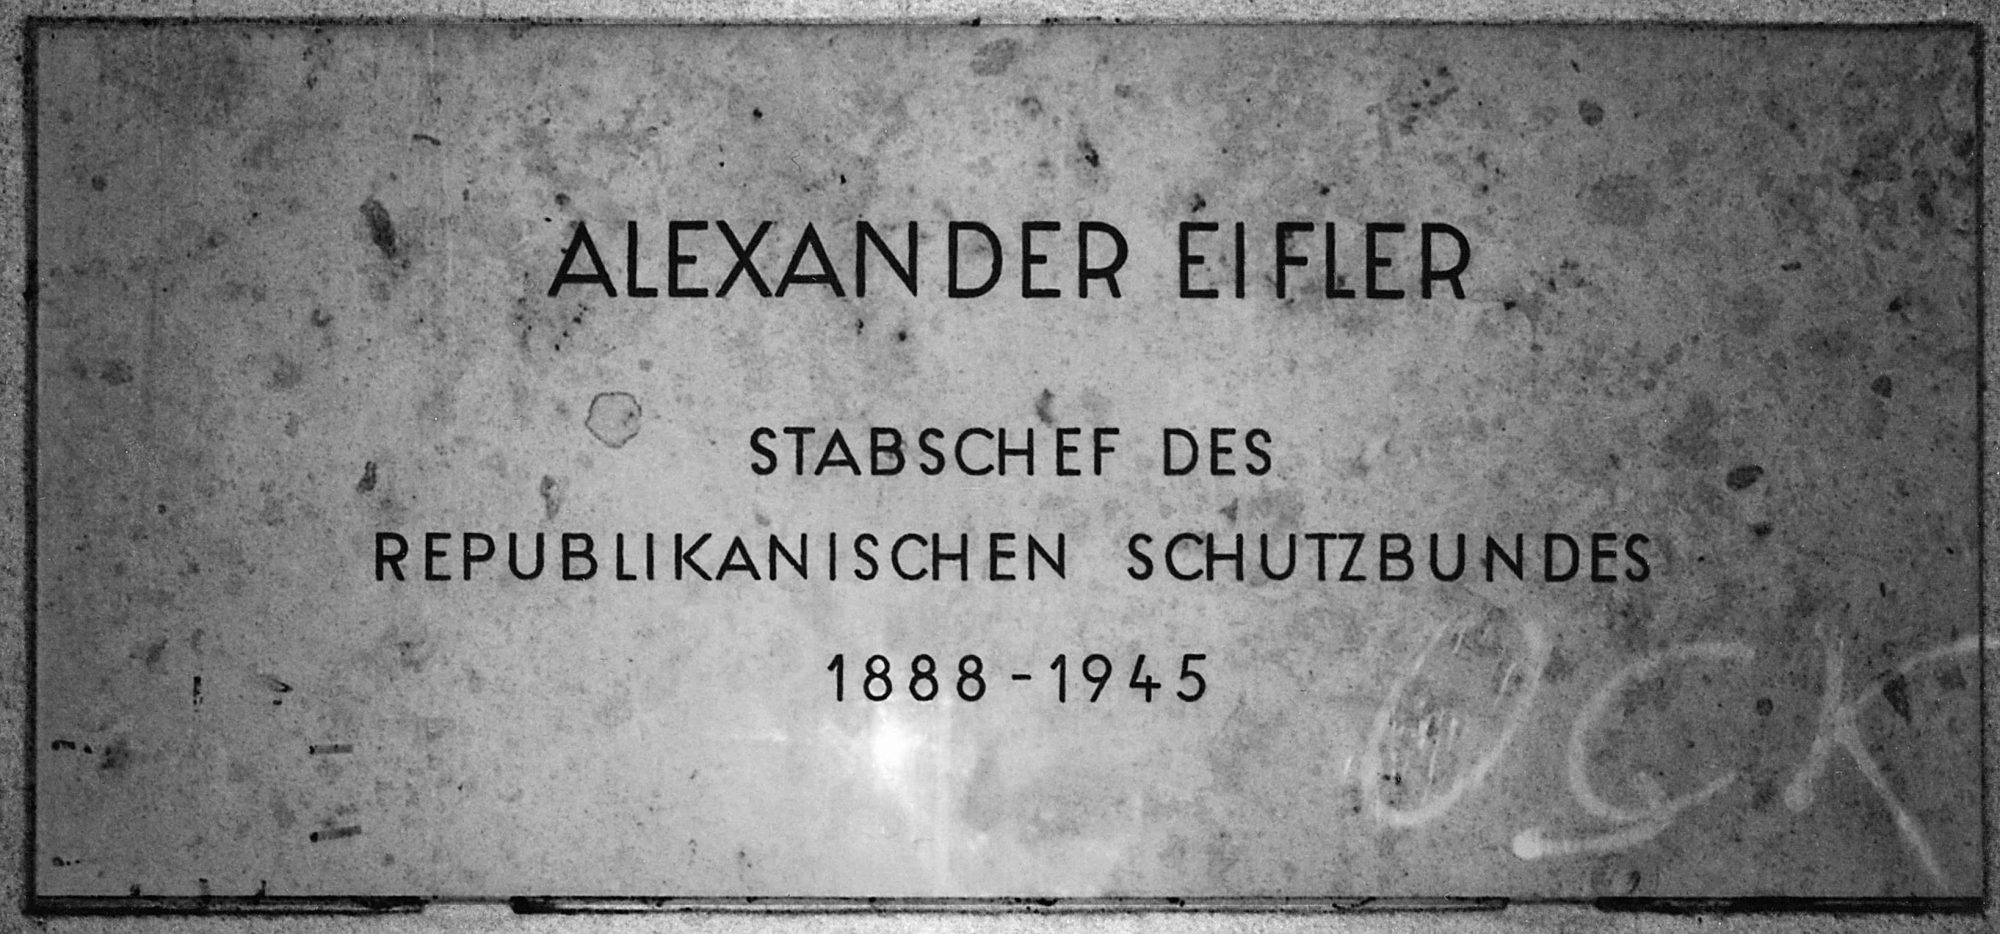 ALEXANDER EIFLER
STABSCHEF DES
REPUBLIKANISCHEN SCHUTZBUNDES
1888-1945